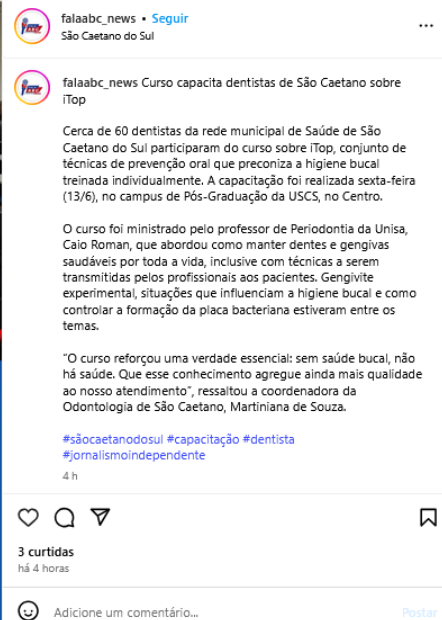 falaabc_news • Seguir
São Caetano do Sul
falaabc_news Curso capacita dentistas de São Caetano sobre
iTop
Cerca de 60 dentistas da rede municipal de Saúde de São
Caetano do Sul participaram do curso sobre iTop, conjunto de
técnicas de prevenção oral que preconiza a higiene bucal
treinada individualmente. A capacitação foi realizada sexta-feira
(13/6), no campus de Pós-Graduação da USCS, no Centro.
O curso foi ministrado pelo professor de Periodontia da Unisa,
Caio Roman, que abordou como manter dentes e gengivas
saudáveis por toda a vida, inclusive com técnicas a serem
transmitidas pelos profissionais aos pacientes. Gengivite
experimental, situações que influenciam a higiene bucal e como
controlar a formação da placa bacteriana estiveram entre os
temas.
"O curso reforçou uma verdade essencial: sem saúde bucal, não
há saúde. Que esse conhecimento agregue ainda mais qualidade
ao nosso atendimento", ressaltou a coordenadora da
Odontologia de São Caetano, Martiniana de Souza.
#sãocaetanodosul #capacitação #dentista
#jornalismoindependente
4 h
3 curtidas
há 4 horas
Adicione um comentário...
Postar